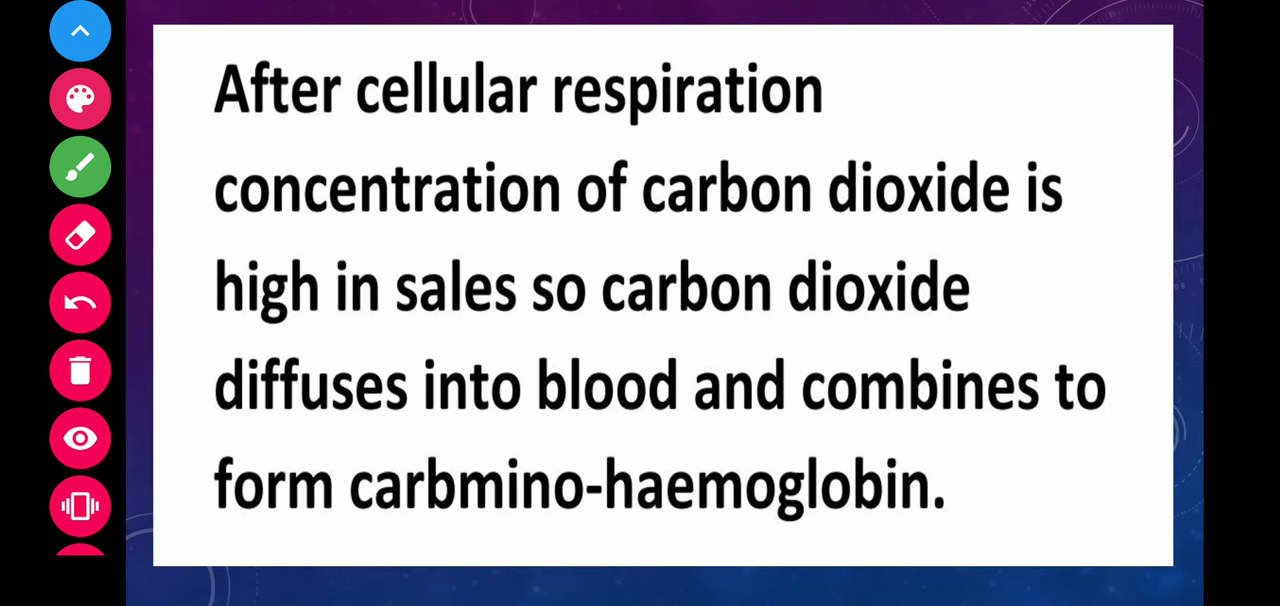 After cellular respiration
concentration of carbon dioxide is
high in sales so carbon dioxide
diffuses into blood and combines to
form carbmino-haemoglobin.